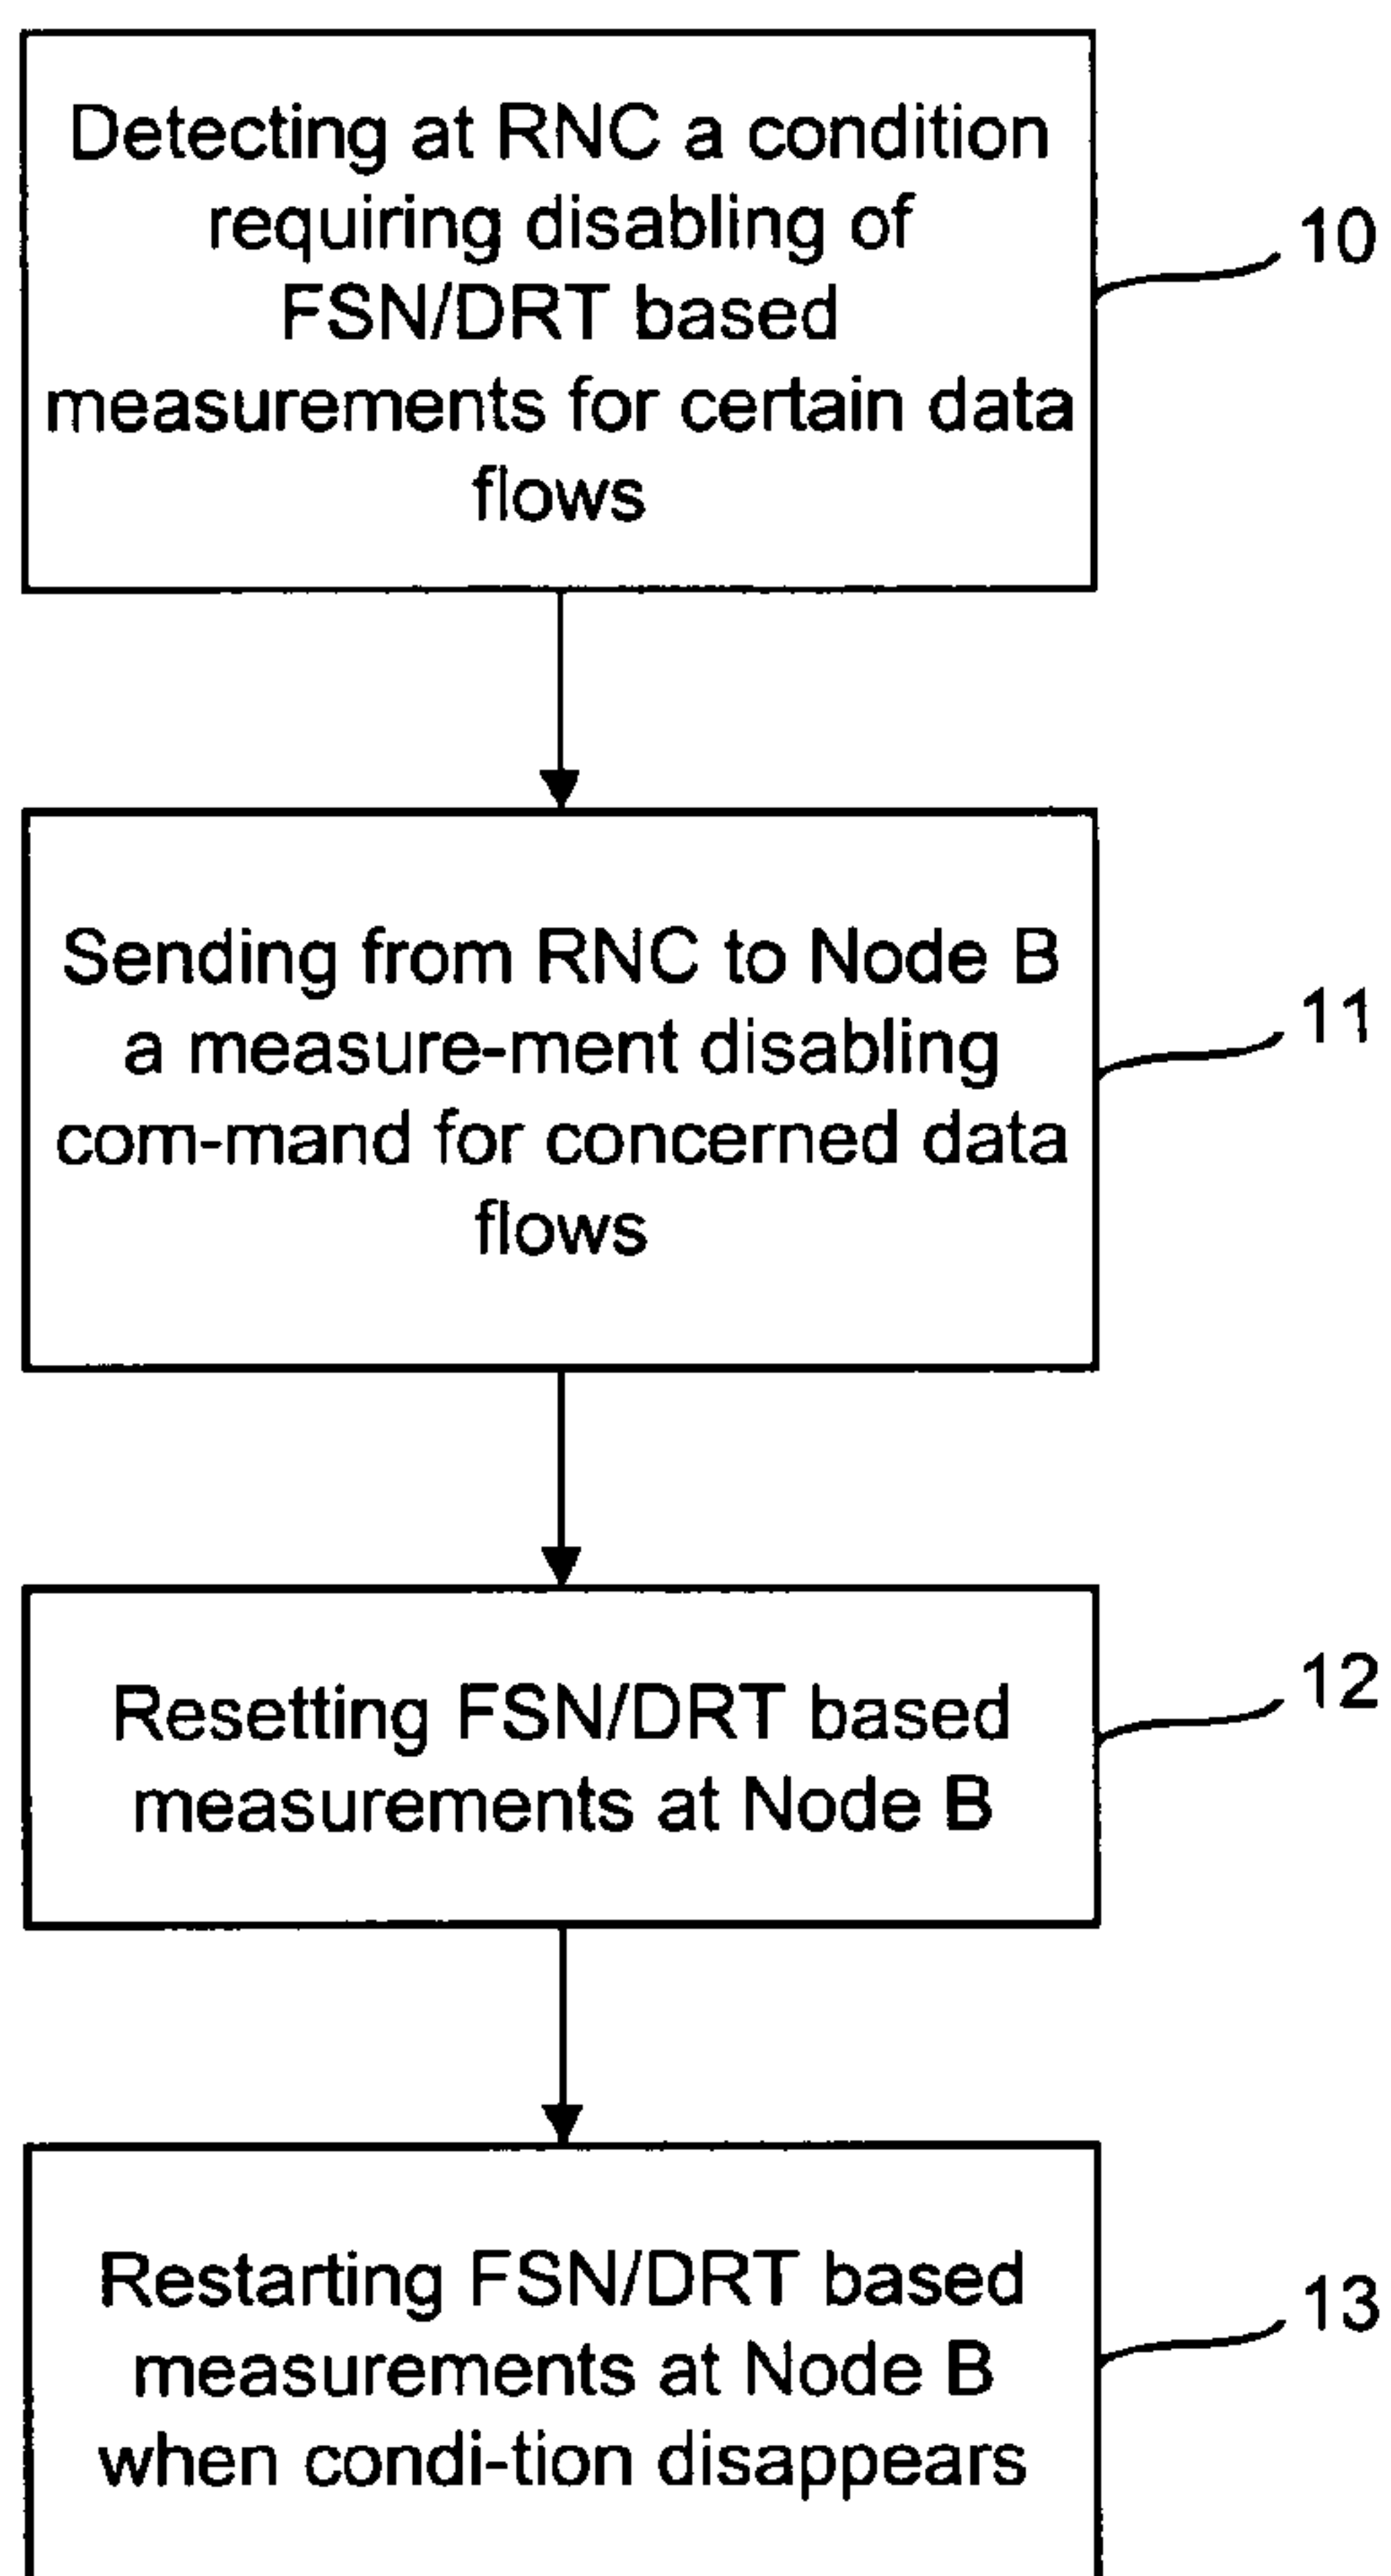 Detecting at RNC a condition
requiring disabling of
FSN/DRT based
measurements for certain data
flows
10
Sending from RNC to Node B
a measure-ment disabling
com-mand for concerned data
flows
11
Resetting FSN/DRT based
measurements at Node B
12
Restarting FSN/DRT based
measurements at Node B
when condi-tion disappears
13